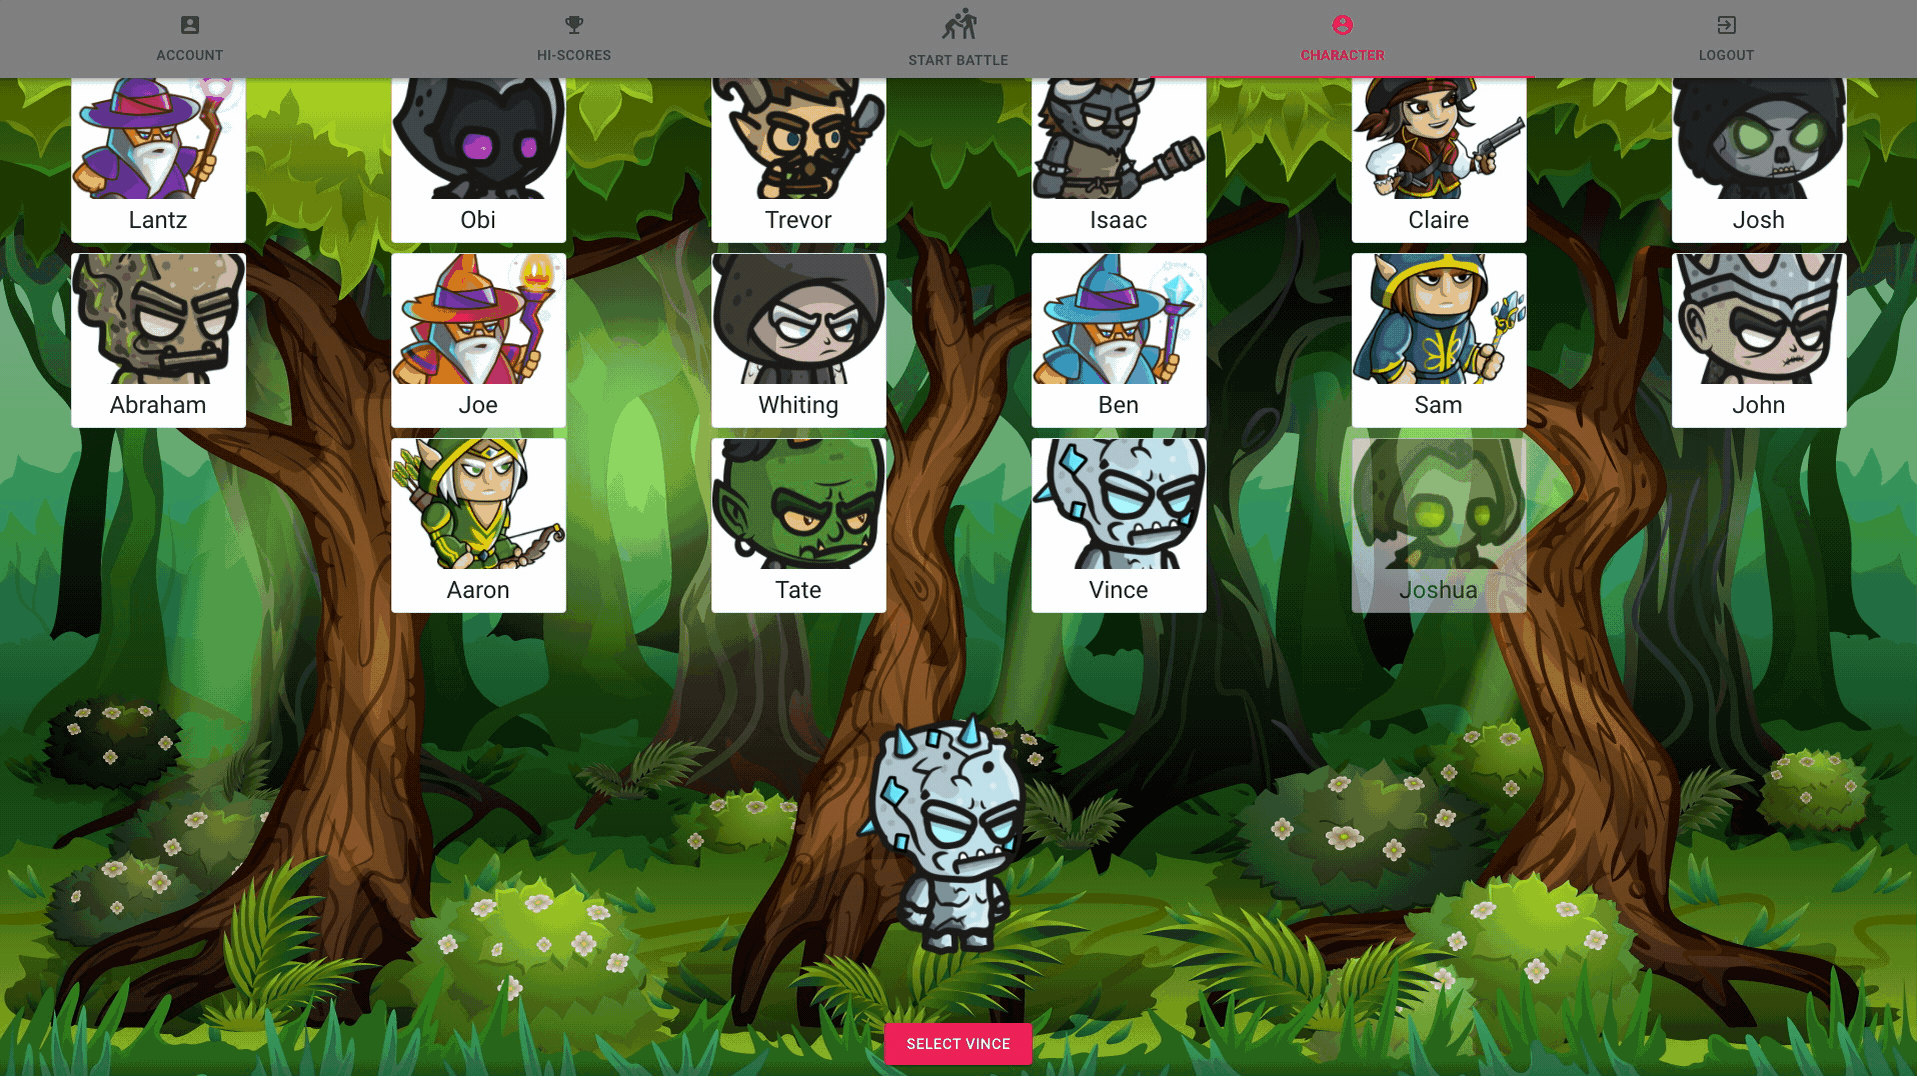 ACCOUNT
HI-SCORES
START BATTLE
CHARACTER
LOGOUT
Lantz
Obi
Trevor
Isaac
Claire
Josh
Abraham
Joe
Whiting
Ben
Sam
John
Aaron
Tate
Vince
Joshua
SELECT VINCE